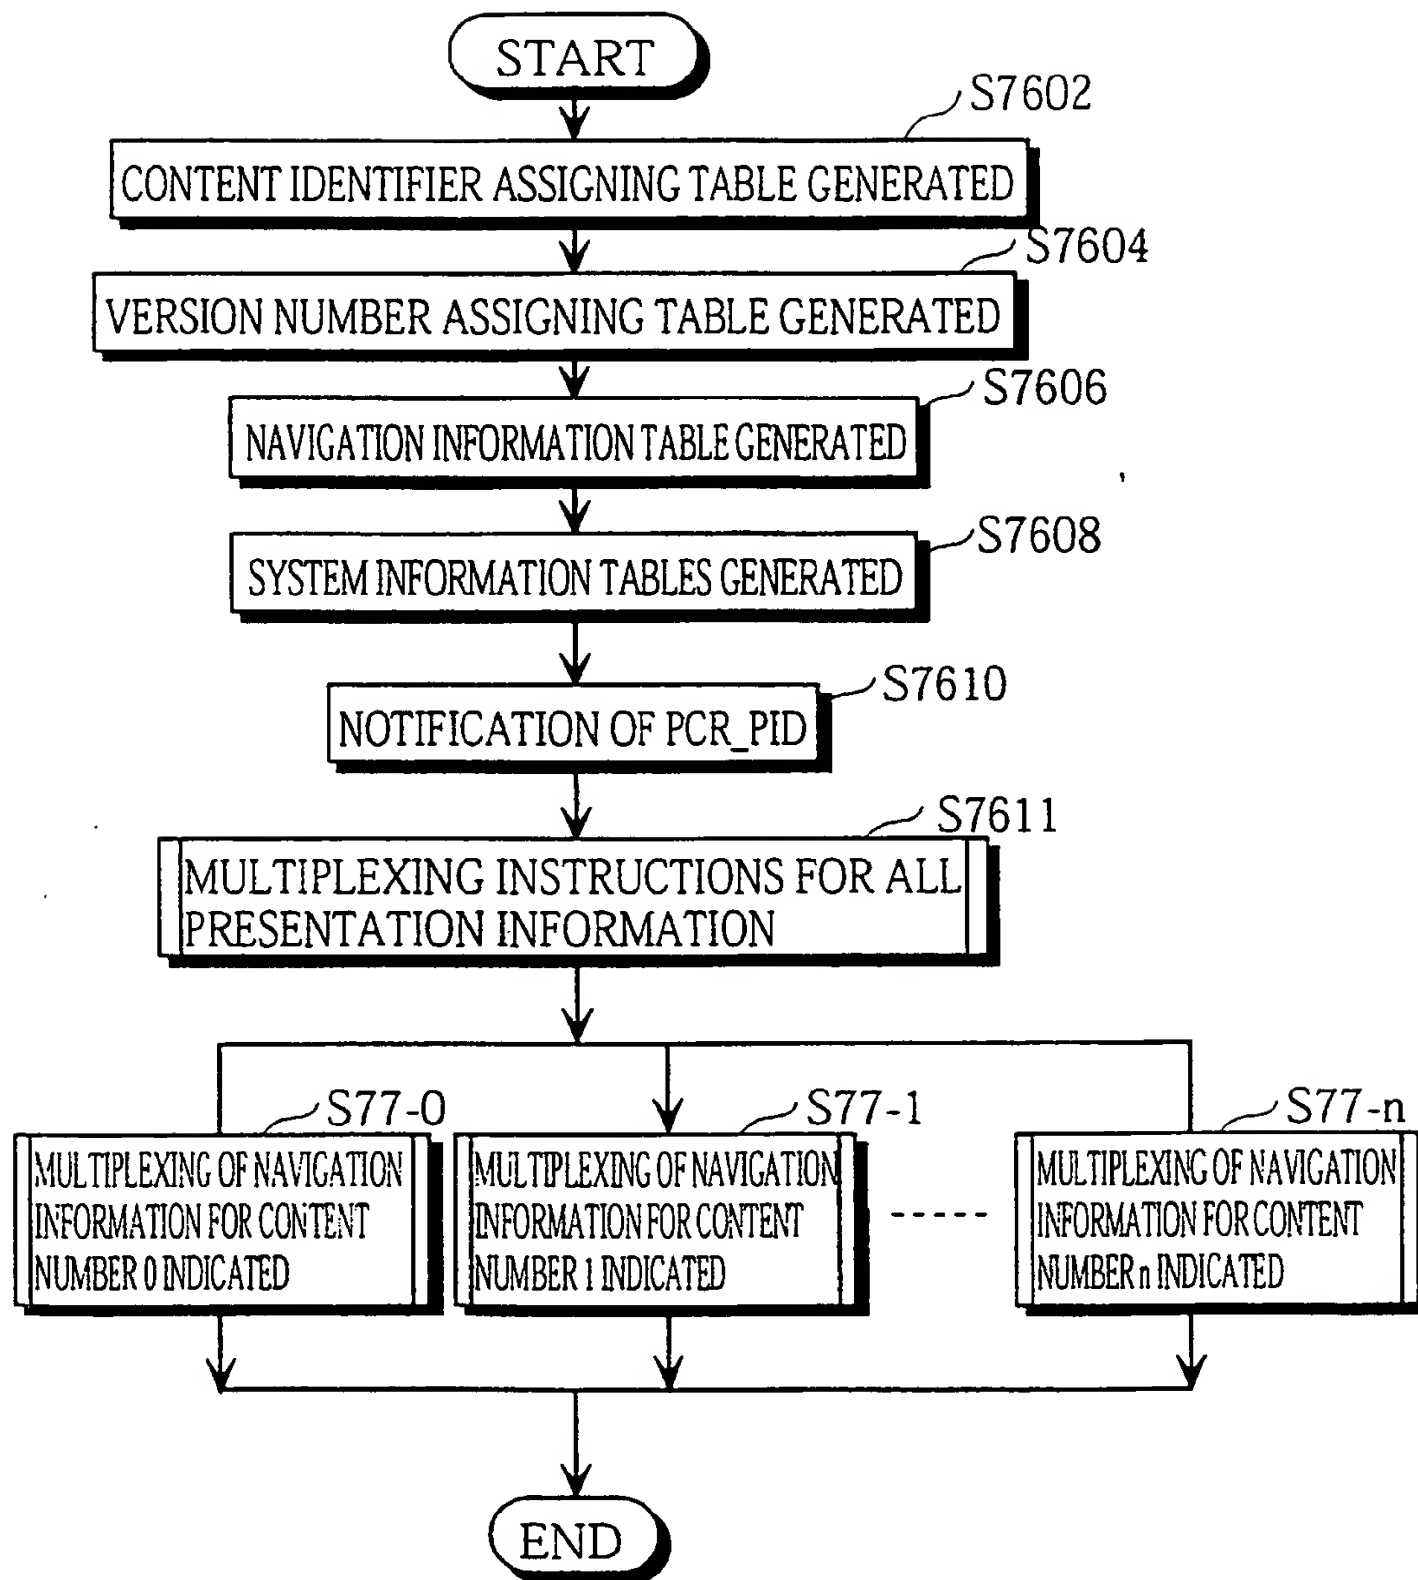 START
S7602
CONTENT IDENTIFIER ASSIGNING TABLE GENERATED
S7604
VERSION NUMBER ASSIGNING TABLE GENERATED
S7606
NAVIGATION INFORMATION TABLE GENERATED
S7608
SYSTEM INFORMATION TABLES GENERATED
S7610
NOTIFICATION OF PCR_PID
S7611
MULTIPLEXING INSTRUCTIONS FOR ALL
PRESENTATION INFORMATION
S77-0
MULTIPLEXING OF NAVIGATION
INFORMATION FOR CONTENT
NUMBER 0 INDICATED
S77-1
MULTIPLEXING OF NAVIGATION
INFORMATION FOR CONTENT
NUMBER 1 INDICATED
S77-n
MULTIPLEXING OF NAVIGATION
INFORMATION FOR CONTENT
NUMBER n INDICATED
END